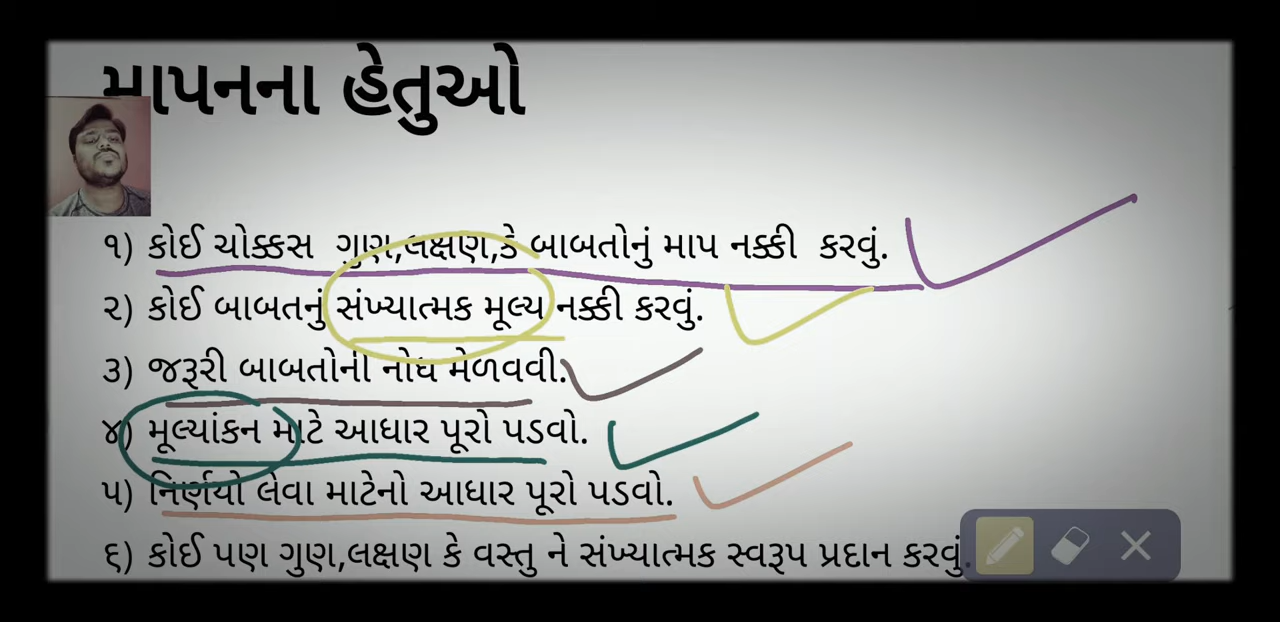 માપનના હેતુઓ
૧) કોઈ ચોક્કસ ગુણ,લક્ષણ,કે બાબતોનું માપ નક્કી કરવું.
૨) કોઈ બાબતનું સંખ્યાત્મક મૂલ્ય નક્કી કરવું.
૩) જરૂરી બાબતોની નોંધ મેળવવી.
૪) મૂલ્યાંકન માટે આધાર પૂરો પડવો.
૫) નિર્ણયો લેવા માટેનો આધાર પૂરો પડવો.
૬) કોઈ પણ ગુણ,લક્ષણ કે વસ્તુ ને સંખ્યાત્મક સ્વરૂપ પ્રદાન કરવું.